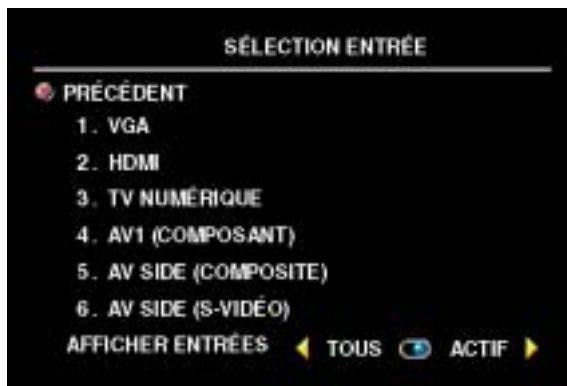 SÉLECTION ENTRÉE
PRÉCÉDENT
1. VGA
2. HDMI
3. TV NUMÉRIQUE
4. AV1 (COMPOSANT)
5. AV SIDE (COMPOSITE)
6. AV SIDE (S-VIDÉO)
AFFICHER ENTRÉES TOUS ACTIF